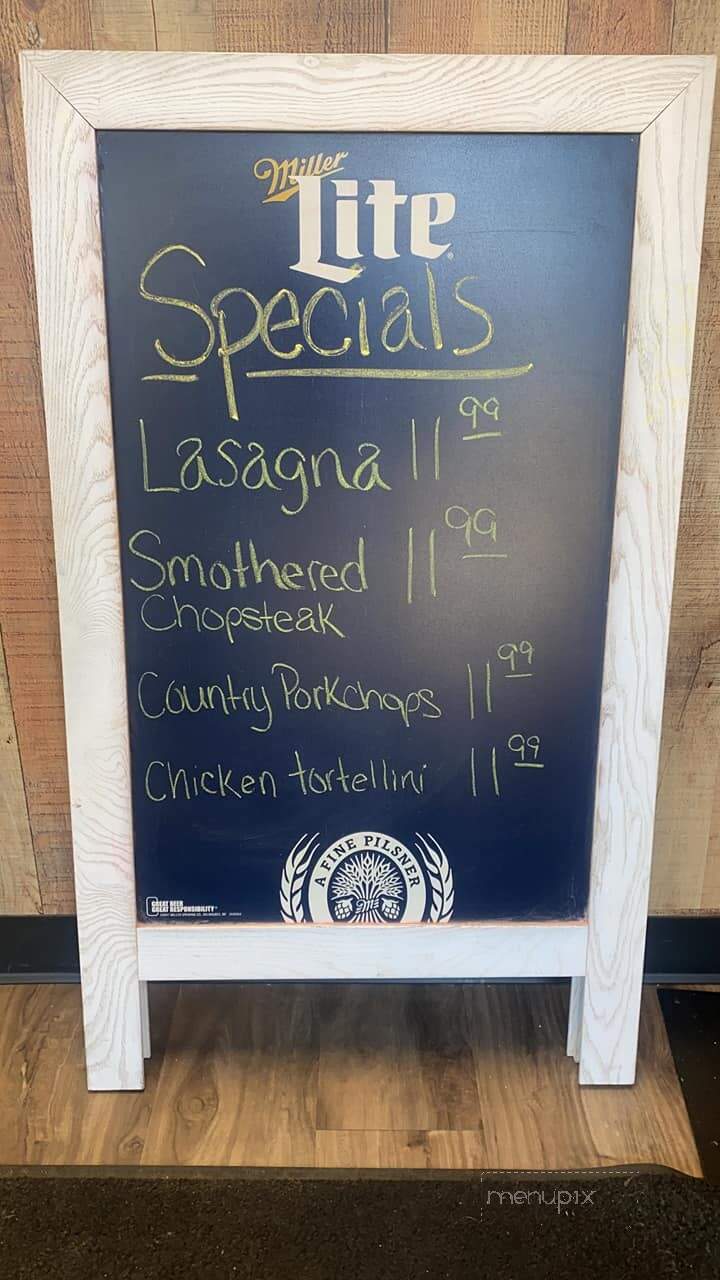 Miller
Lite
Specials
Lasagna 11 99
Smothered 11 99
Chopsteak
Country Porkchops 11 99
Chicken tortellini 11 99
A FINE PILSNER
GREAT BEER
GREAT RESPONSIBILITY
menupix